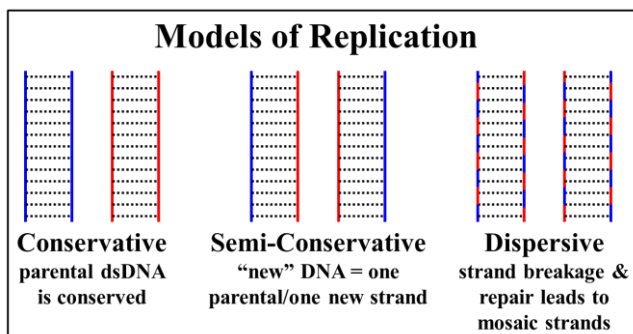 Models of Replication
Conservative
parental dsDNA
is conserved
Semi-Conservative
“new” DNA = one
parental/one new strand
Dispersive
strand breakage &
repair leads to
mosaic strands